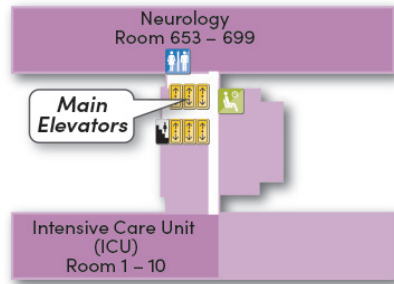 Neurology
Room 653 – 699
Main
Elevators
Intensive Care Unit
(ICU)
Room 1 – 10